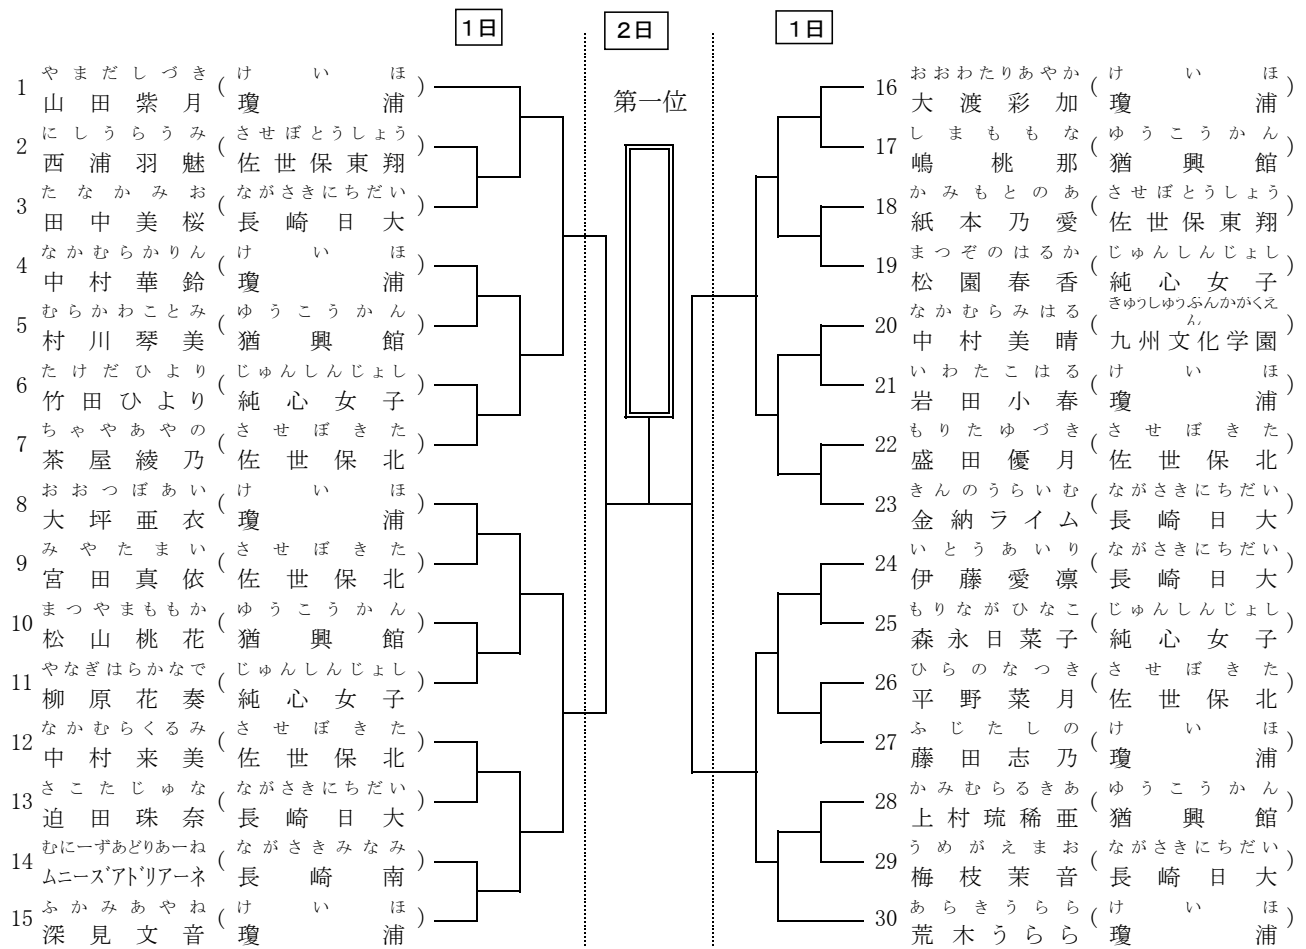 1日 2日 1日
第一位
やまだしづき けいほ
1 山田紫月 (瓊浦)
にしうらうみ させぼとうしょう
2 西浦羽魅 (佐世保東翔)
たなかみお ながさきにちだい
3 田中美桜 (長崎日大)
なかむらかりん けいほ
4 中村華鈴 (瓊浦)
むらかわことみ ゆうこうかん
5 村川琴美 (猶興館)
たけだひより じゅんしんじょし
6 竹田ひより (純心女子)
ちゃやあやの させぼきた
7 茶屋綾乃 (佐世保北)
おおつぼあい けいほ
8 大坪亜衣 (瓊浦)
みやたまい させぼきた
9 宮田真依 (佐世保北)
まつやまももか ゆうこうかん
10 松山桃花 (猶興館)
やなぎはらかなで じゅんしんじょし
11 柳原花奏 (純心女子)
なかむらくるみ させぼきた
12 中村来美 (佐世保北)
さこたじゅな ながさきにちだい
13 迫田珠奈 (長崎日大)
むにーずあどりあーね ながさきみなみ
14 ムニーズアドリアーネ (長崎南)
ふかみあやね けいほ
15 深見文音 (瓊浦)
おおわたりあやか けいほ
16 大渡彩加 (瓊浦)
しまももな ゆうこうかん
17 嶋桃那 (猶興館)
かみもとのあ させぼとうしょう
18 紙本乃愛 (佐世保東翔)
まつぞのはるか じゅんしんじょし
19 松園春香 (純心女子)
なかむらみはる きゅうしゅうぶんかがくえん
20 中村美晴 (九州文化学園)
いわたこはる けいほ
21 岩田小春 (瓊浦)
もりたゆづき させぼきた
22 盛田優月 (佐世保北)
きんのうらいむ ながさきにちだい
23 金納ライム (長崎日大)
いとうあいり ながさきにちだい
24 伊藤愛凛 (長崎日大)
もりながひなこ じゅんしんじょし
25 森永日菜子 (純心女子)
ひらのなつき させぼきた
26 平野菜月 (佐世保北)
ふじたしの けいほ
27 藤田志乃 (瓊浦)
かみむらるきあ ゆうこうかん
28 上村琉稀亜 (猶興館)
うめがえまお ながさきにちだい
29 梅枝茉音 (長崎日大)
あらきうらら けいほ
30 荒木うらら (瓊浦)